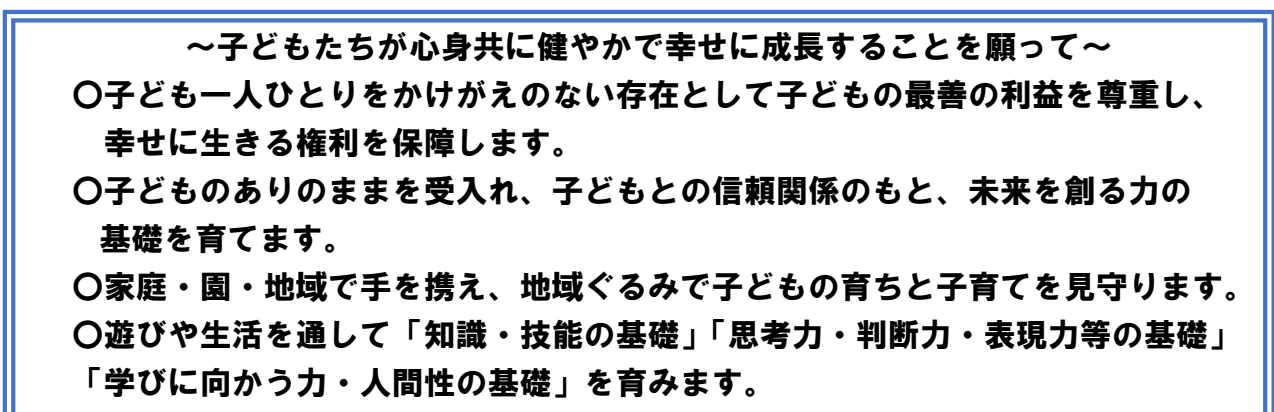 ～子どもたちが心身共に健やかで幸せに成長することを願って～
〇子ども一人ひとりをかけがえのない存在として子どもの最善の利益を尊重し、
幸せに生きる権利を保障します。
〇子どものありのままを受入れ、子どもとの信頼関係のもと、未来を創る力の
基礎を育てます。
〇家庭・園・地域で手を携え、地域ぐるみで子どもの育ちと子育てを見守ります。
〇遊びや生活を通して「知識・技能の基礎」「思考力・判断力・表現力等の基礎」
「学びに向かう力・人間性の基礎」を育みます。